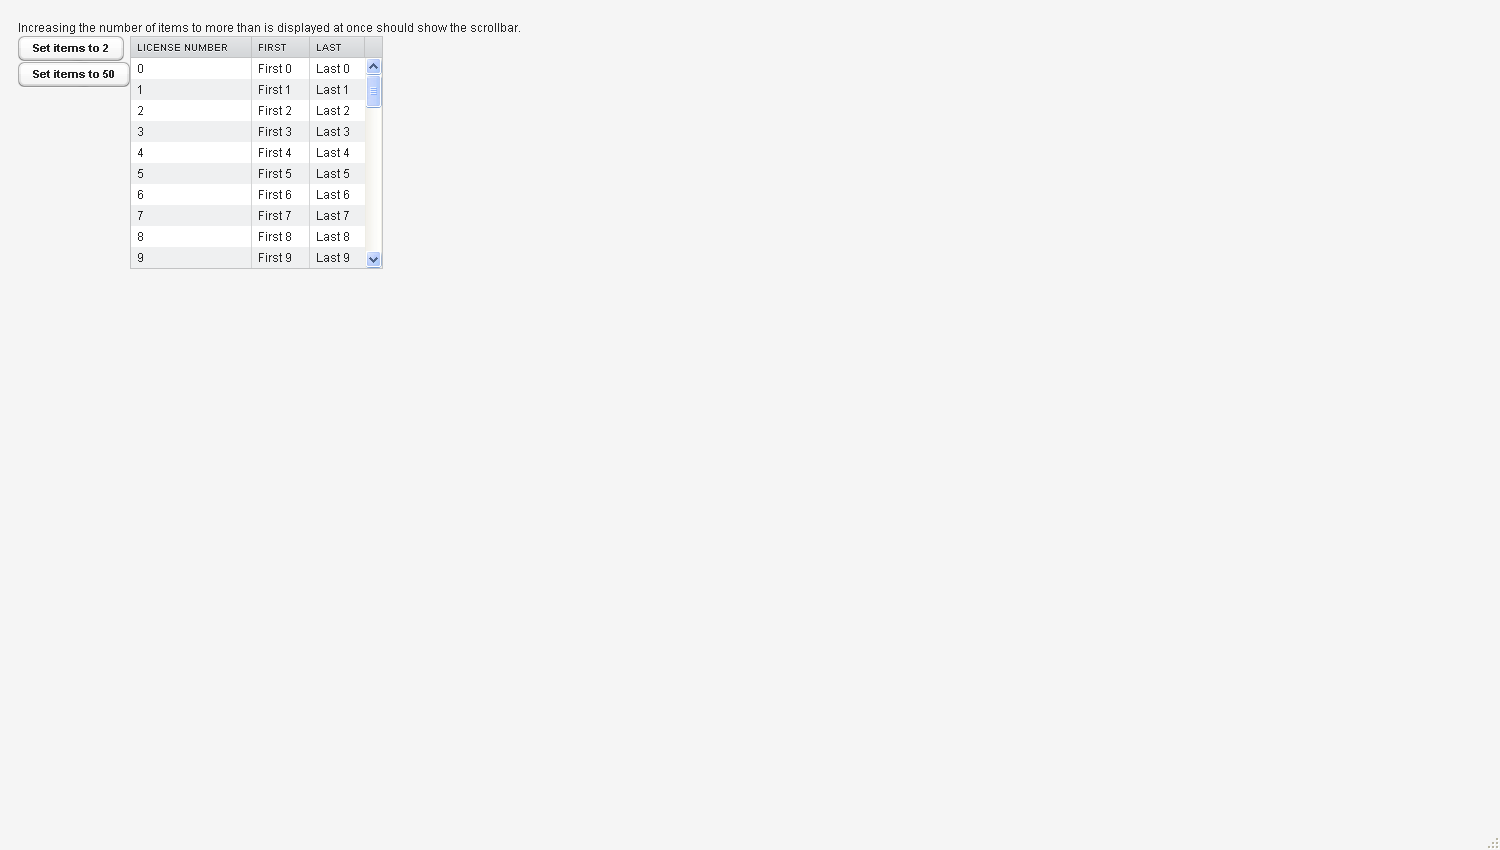 Increasing the number of items to more than is displayed at once should show the scrollbar.
Set items to 2
Set items to 50
LICENSE NUMBER FIRST LAST
0 First 0 Last 0
1 First 1 Last 1
2 First 2 Last 2
3 First 3 Last 3
4 First 4 Last 4
5 First 5 Last 5
6 First 6 Last 6
7 First 7 Last 7
8 First 8 Last 8
9 First 9 Last 9